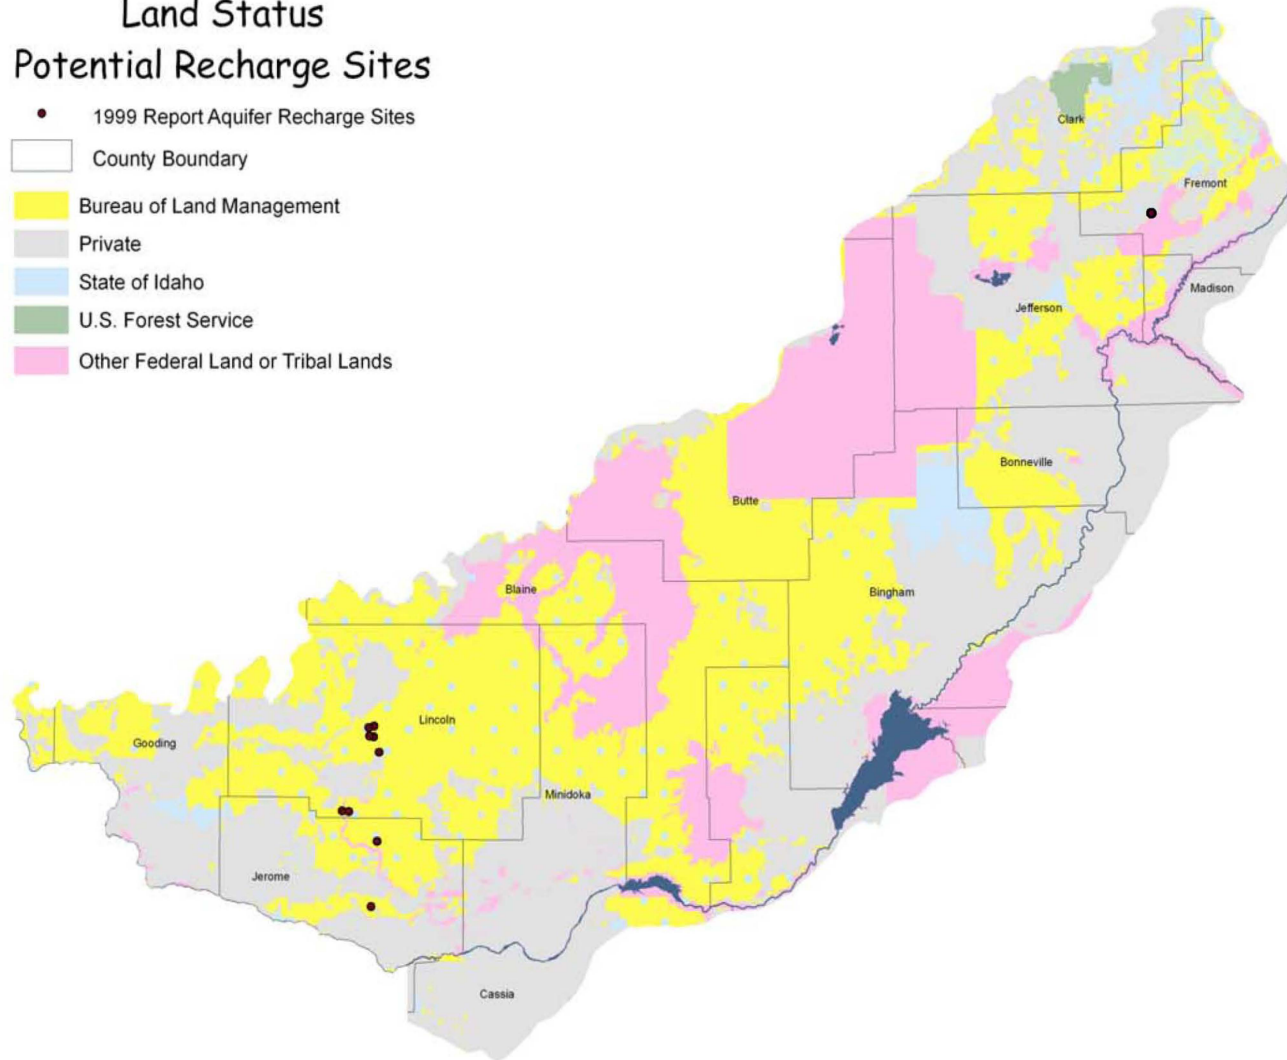 Land Status
Potential Recharge Sites
1999 Report Aquifer Recharge Sites
County Boundary
Bureau of Land Management
Private
State of Idaho
U.S. Forest Service
Other Federal Land or Tribal Lands
Clark
Fremont
Madison
Jefferson
Bonneville
Butte
Blaine
Bingham
Lincoln
Gooding
Minidoka
Jerome
Cassia